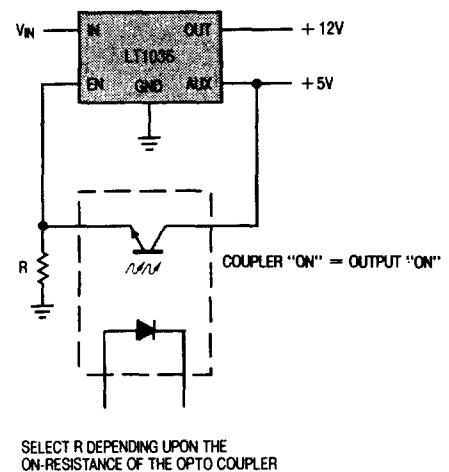 VIN
IN
OUT
+ 12V
LT1036
EN
GND
AUX
+ 5V
R
COUPLER "ON" = OUTPUT "ON"
SELECT R DEPENDING UPON THE
ON-RESISTANCE OF THE OPTO COUPLER